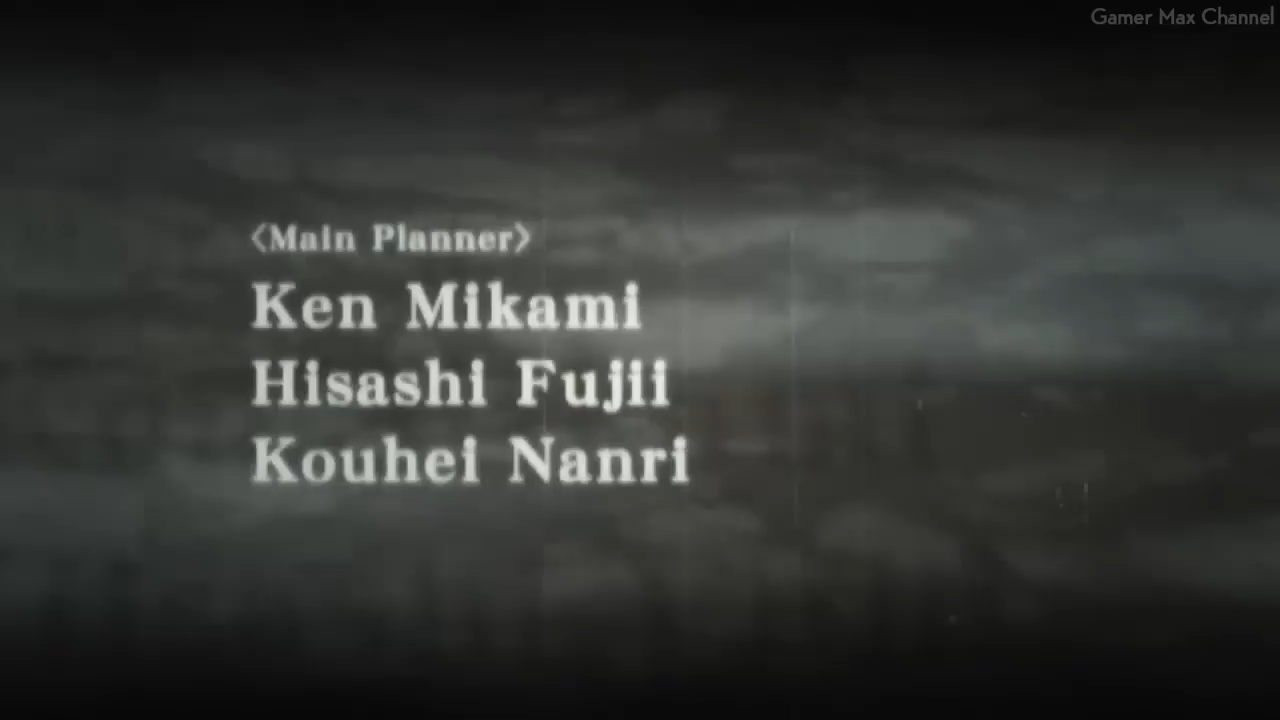 Gamer Max Channel
〈Main Planner〉
Ken Mikami
Hisashi Fujii
Kouhei Nanri